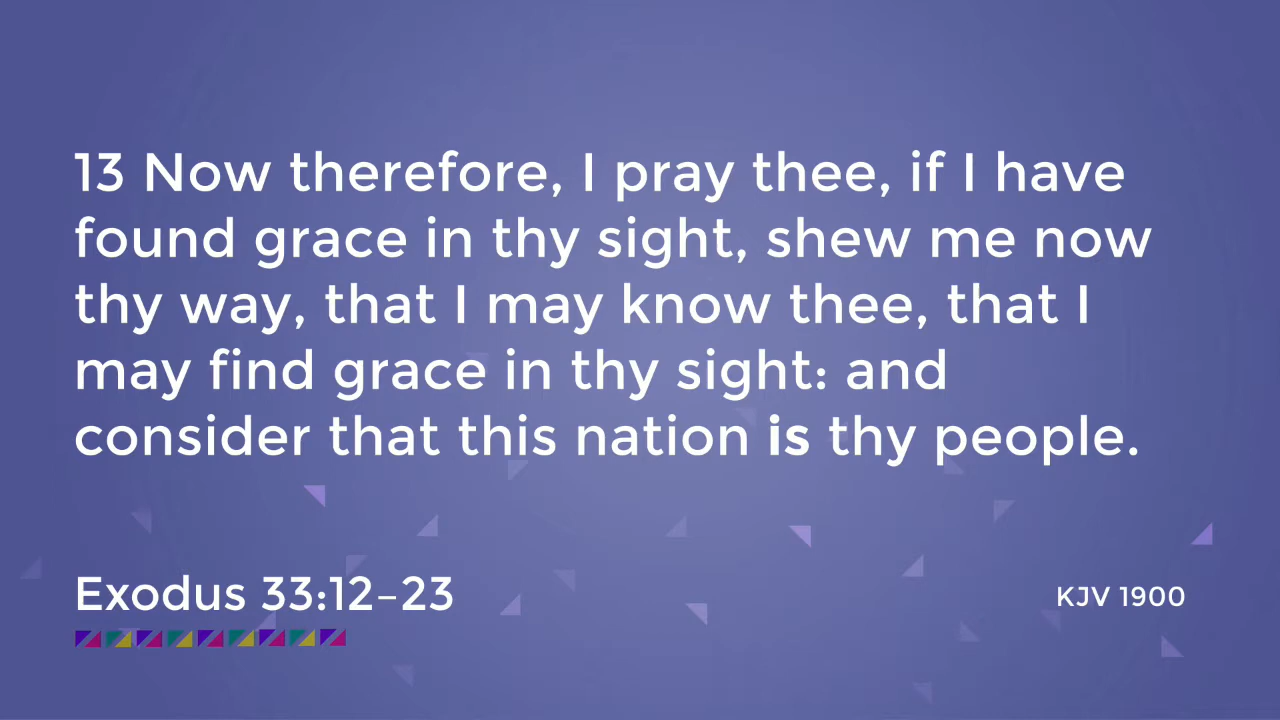 13 Now therefore, I pray thee, if I have
found grace in thy sight, shew me now
thy way, that I may know thee, that I
may find grace in thy sight: and
consider that this nation is thy people.
Exodus 33:12–23
KJV 1900